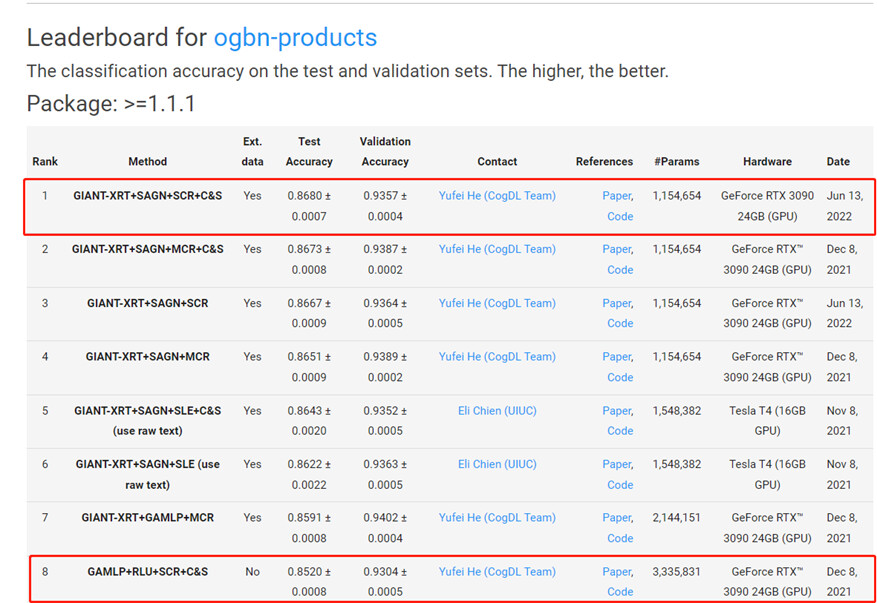 Leaderboard for ogbn-products
The classification accuracy on the test and validation sets. The higher, the better.
Package: >=1.1.1
Ext. Test Validation
Rank Method data Accuracy Accuracy Contact References #Params Hardware Date
1 GIANT-XRT+SAGN+SCR+C&S Yes 0.8680 ± 0.9357 ± Yufei He (CogDL Team) Paper, 1,154,654 GeForce RTX 3090 Jun 13,
0.0007 0.0004 Code 24GB (GPU) 2022
2 GIANT-XRT+SAGN+MCR+C&S Yes 0.8673 ± 0.9387 ± Yufei He (CogDL Team) Paper, 1,154,654 GeForce RTX™ Dec 8,
0.0008 0.0002 Code 3090 24GB (GPU) 2021
3 GIANT-XRT+SAGN+SCR Yes 0.8667 ± 0.9364 ± Yufei He (CogDL Team) Paper, 1,154,654 GeForce RTX™ Jun 13,
0.0009 0.0005 Code 3090 24GB (GPU) 2022
4 GIANT-XRT+SAGN+MCR Yes 0.8651 ± 0.9389 ± Yufei He (CogDL Team) Paper, 1,154,654 GeForce RTX™ Dec 8,
0.0009 0.0002 Code 3090 24GB (GPU) 2021
5 GIANT-XRT+SAGN+SLE+C&S Yes 0.8643 ± 0.9352 ± Eli Chien (UIUC) Paper, 1,548,382 Tesla T4 (16GB Nov 8,
(use raw text) 0.0020 0.0005 Code GPU) 2021
6 GIANT-XRT+SAGN+SLE (use Yes 0.8622 ± 0.9363 ± Eli Chien (UIUC) Paper, 1,548,382 Tesla T4 (16GB Nov 8,
raw text) 0.0022 0.0005 Code GPU) 2021
7 GIANT-XRT+GAMLP+MCR Yes 0.8591 ± 0.9402 ± Yufei He (CogDL Team) Paper, 2,144,151 GeForce RTX™ Dec 8,
0.0008 0.0004 Code 3090 24GB (GPU) 2021
8 GAMLP+RLU+SCR+C&S No 0.8520 ± 0.9304 ± Yufei He (CogDL Team) Paper, 3,335,831 GeForce RTX™ Dec 8,
0.0008 0.0005 Code 3090 24GB (GPU) 2021